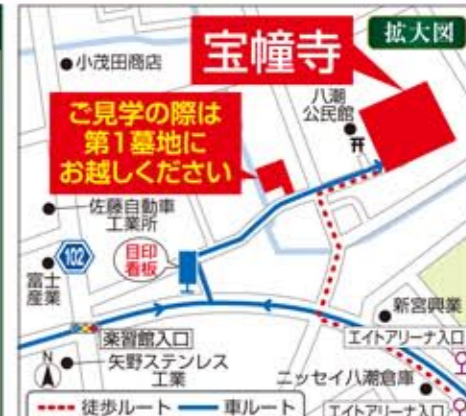 拡大図
宝幢寺
小茂田商店
八潮
公民館
ご見学の際は
第1墓地に
お越しください
佐藤自動車
工業所
目印
看板
102
富士
産業
新宮興業
エイトアリーナ入口
楽習館入口
N
矢野ステンレス
工業
ニッセイ八潮倉庫
徒歩ルート
車ルート
エイトアリーナ入口